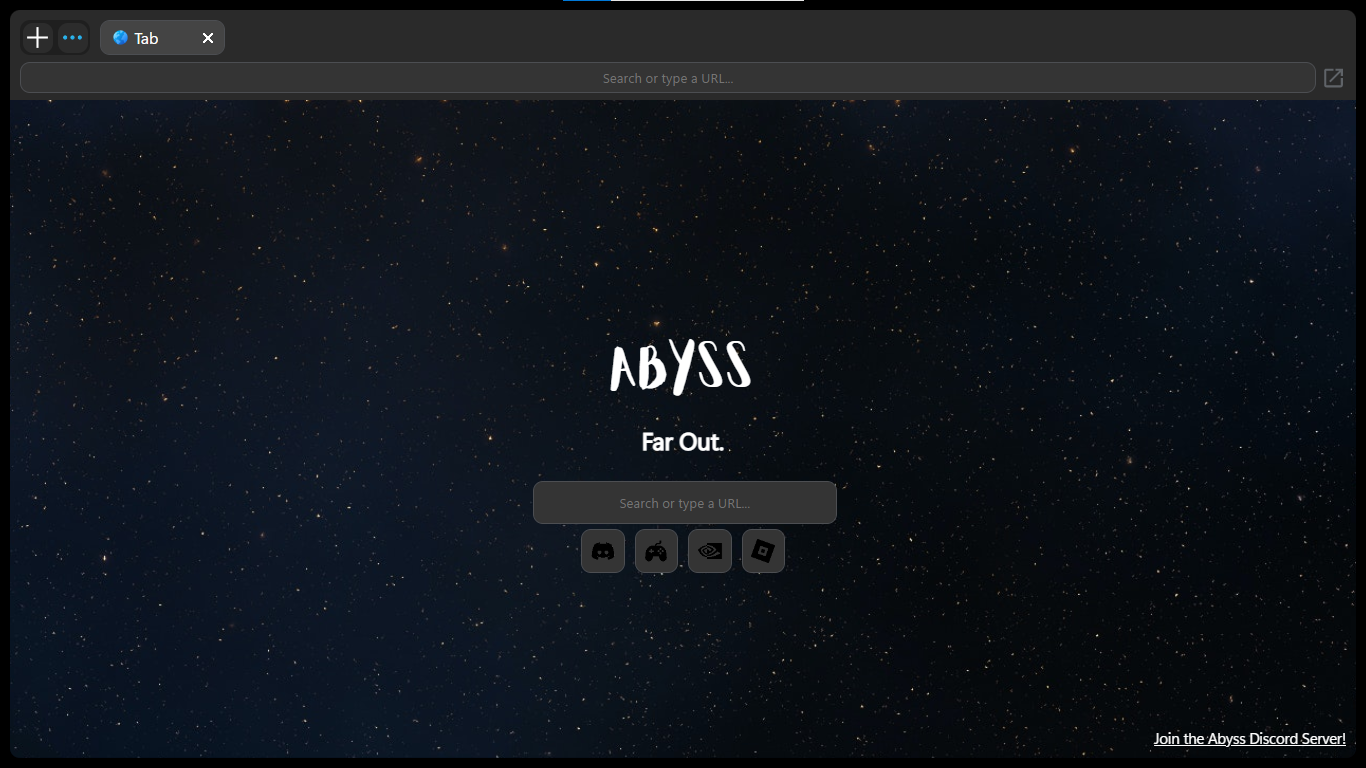 Tab
Search or type a URL...
ABYSS
Far Out.
Search or type a URL...
Join the Abyss Discord Server!